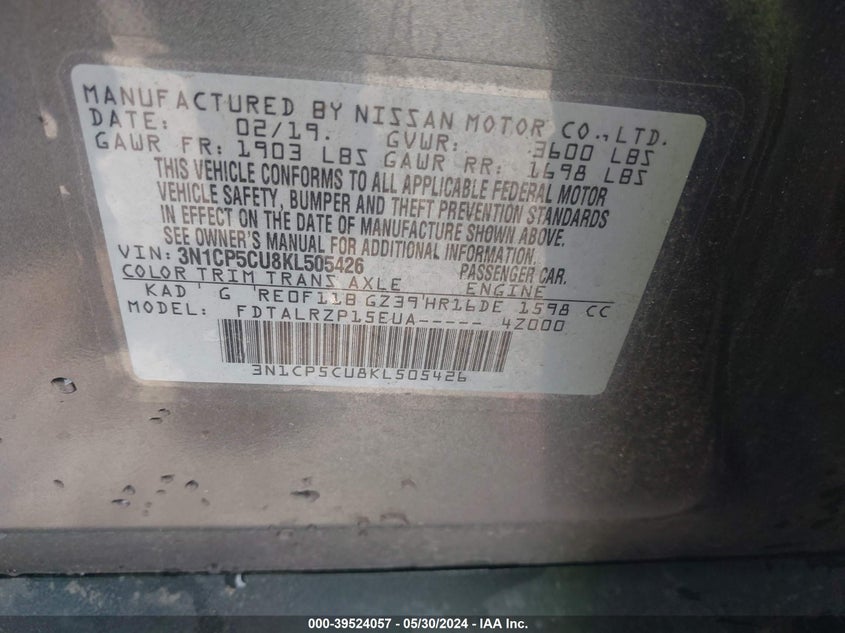 MANUFACTURED BY NISSAN MOTOR CO., LTD.
DATE: 02/19. GVWR: 3600 LBS
GAWR FR: 1903 LBS GAWR RR: 1698 LBS
THIS VEHICLE CONFORMS TO ALL APPLICABLE FEDERAL MOTOR
VEHICLE SAFETY, BUMPER AND THEFT PREVENTION STANDARDS
IN EFFECT ON THE DATE OF MANUFACTURE SHOWN ABOVE.
SEE OWNER'S MANUAL FOR ADDITIONAL INFORMATION.
VIN: 3N1CP5CU8KL505426 PASSENGER CAR.
COLOR TRIM TRANS AXLE ENGINE
KAD ' G 'RE0F11B GZ39'HR16DE 1598 CC
MODEL: FDTALRZP15EUA----- 4Z000
3N1CP5CU8KL505426
000-39524057 - 05/30/2024 - IAA Inc.